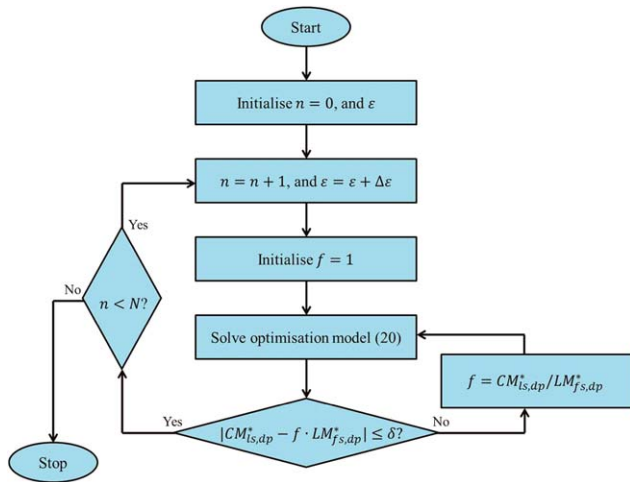 Start
Initialise n = 0, and ε
n = n + 1, and ε = ε + Δε
Yes
Initialise f = 1
No
n < N?
Solve optimisation model (20)
f = CM*ls,dp/LM*fs,dp
Yes
|CM*ls,dp − f · LM*fs,dp| ≤ δ?
No
Stop